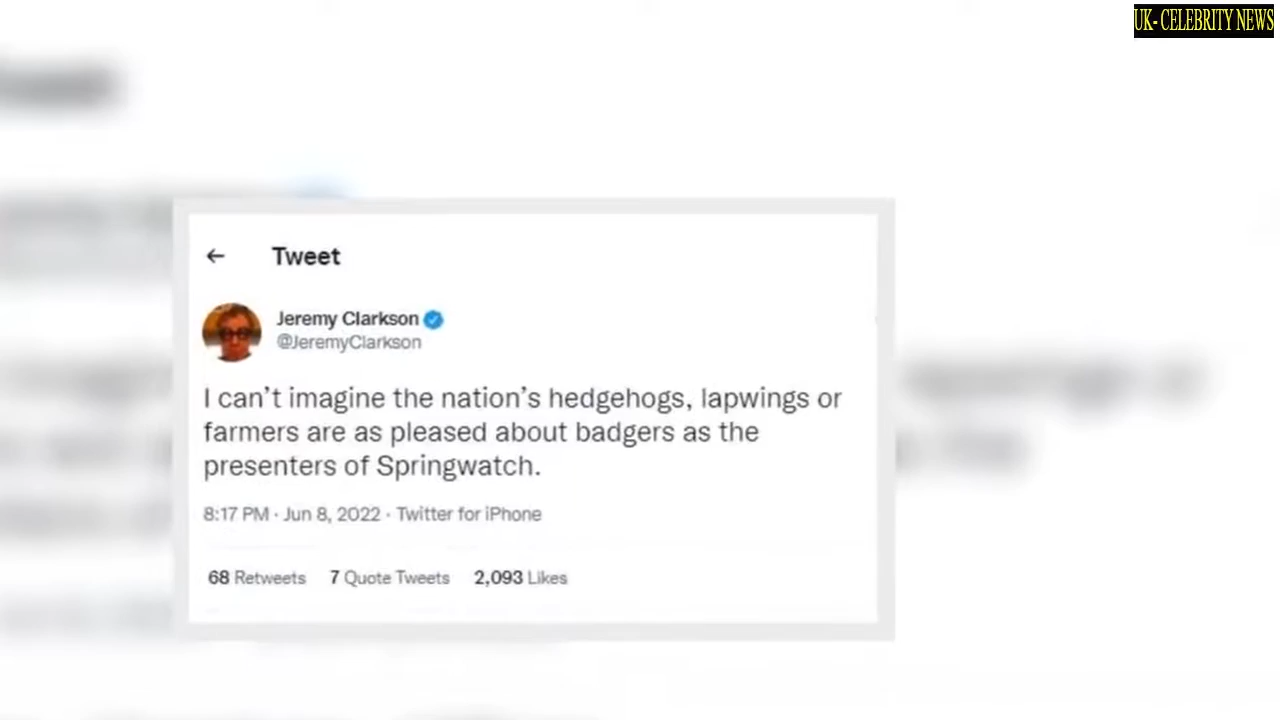 UK- CELEBRITY NEWS
← Tweet
Jeremy Clarkson
@JeremyClarkson
I can’t imagine the nation’s hedgehogs, lapwings or
farmers are as pleased about badgers as the
presenters of Springwatch.
8:17 PM · Jun 8, 2022 · Twitter for iPhone
68 Retweets 7 Quote Tweets 2,093 Likes